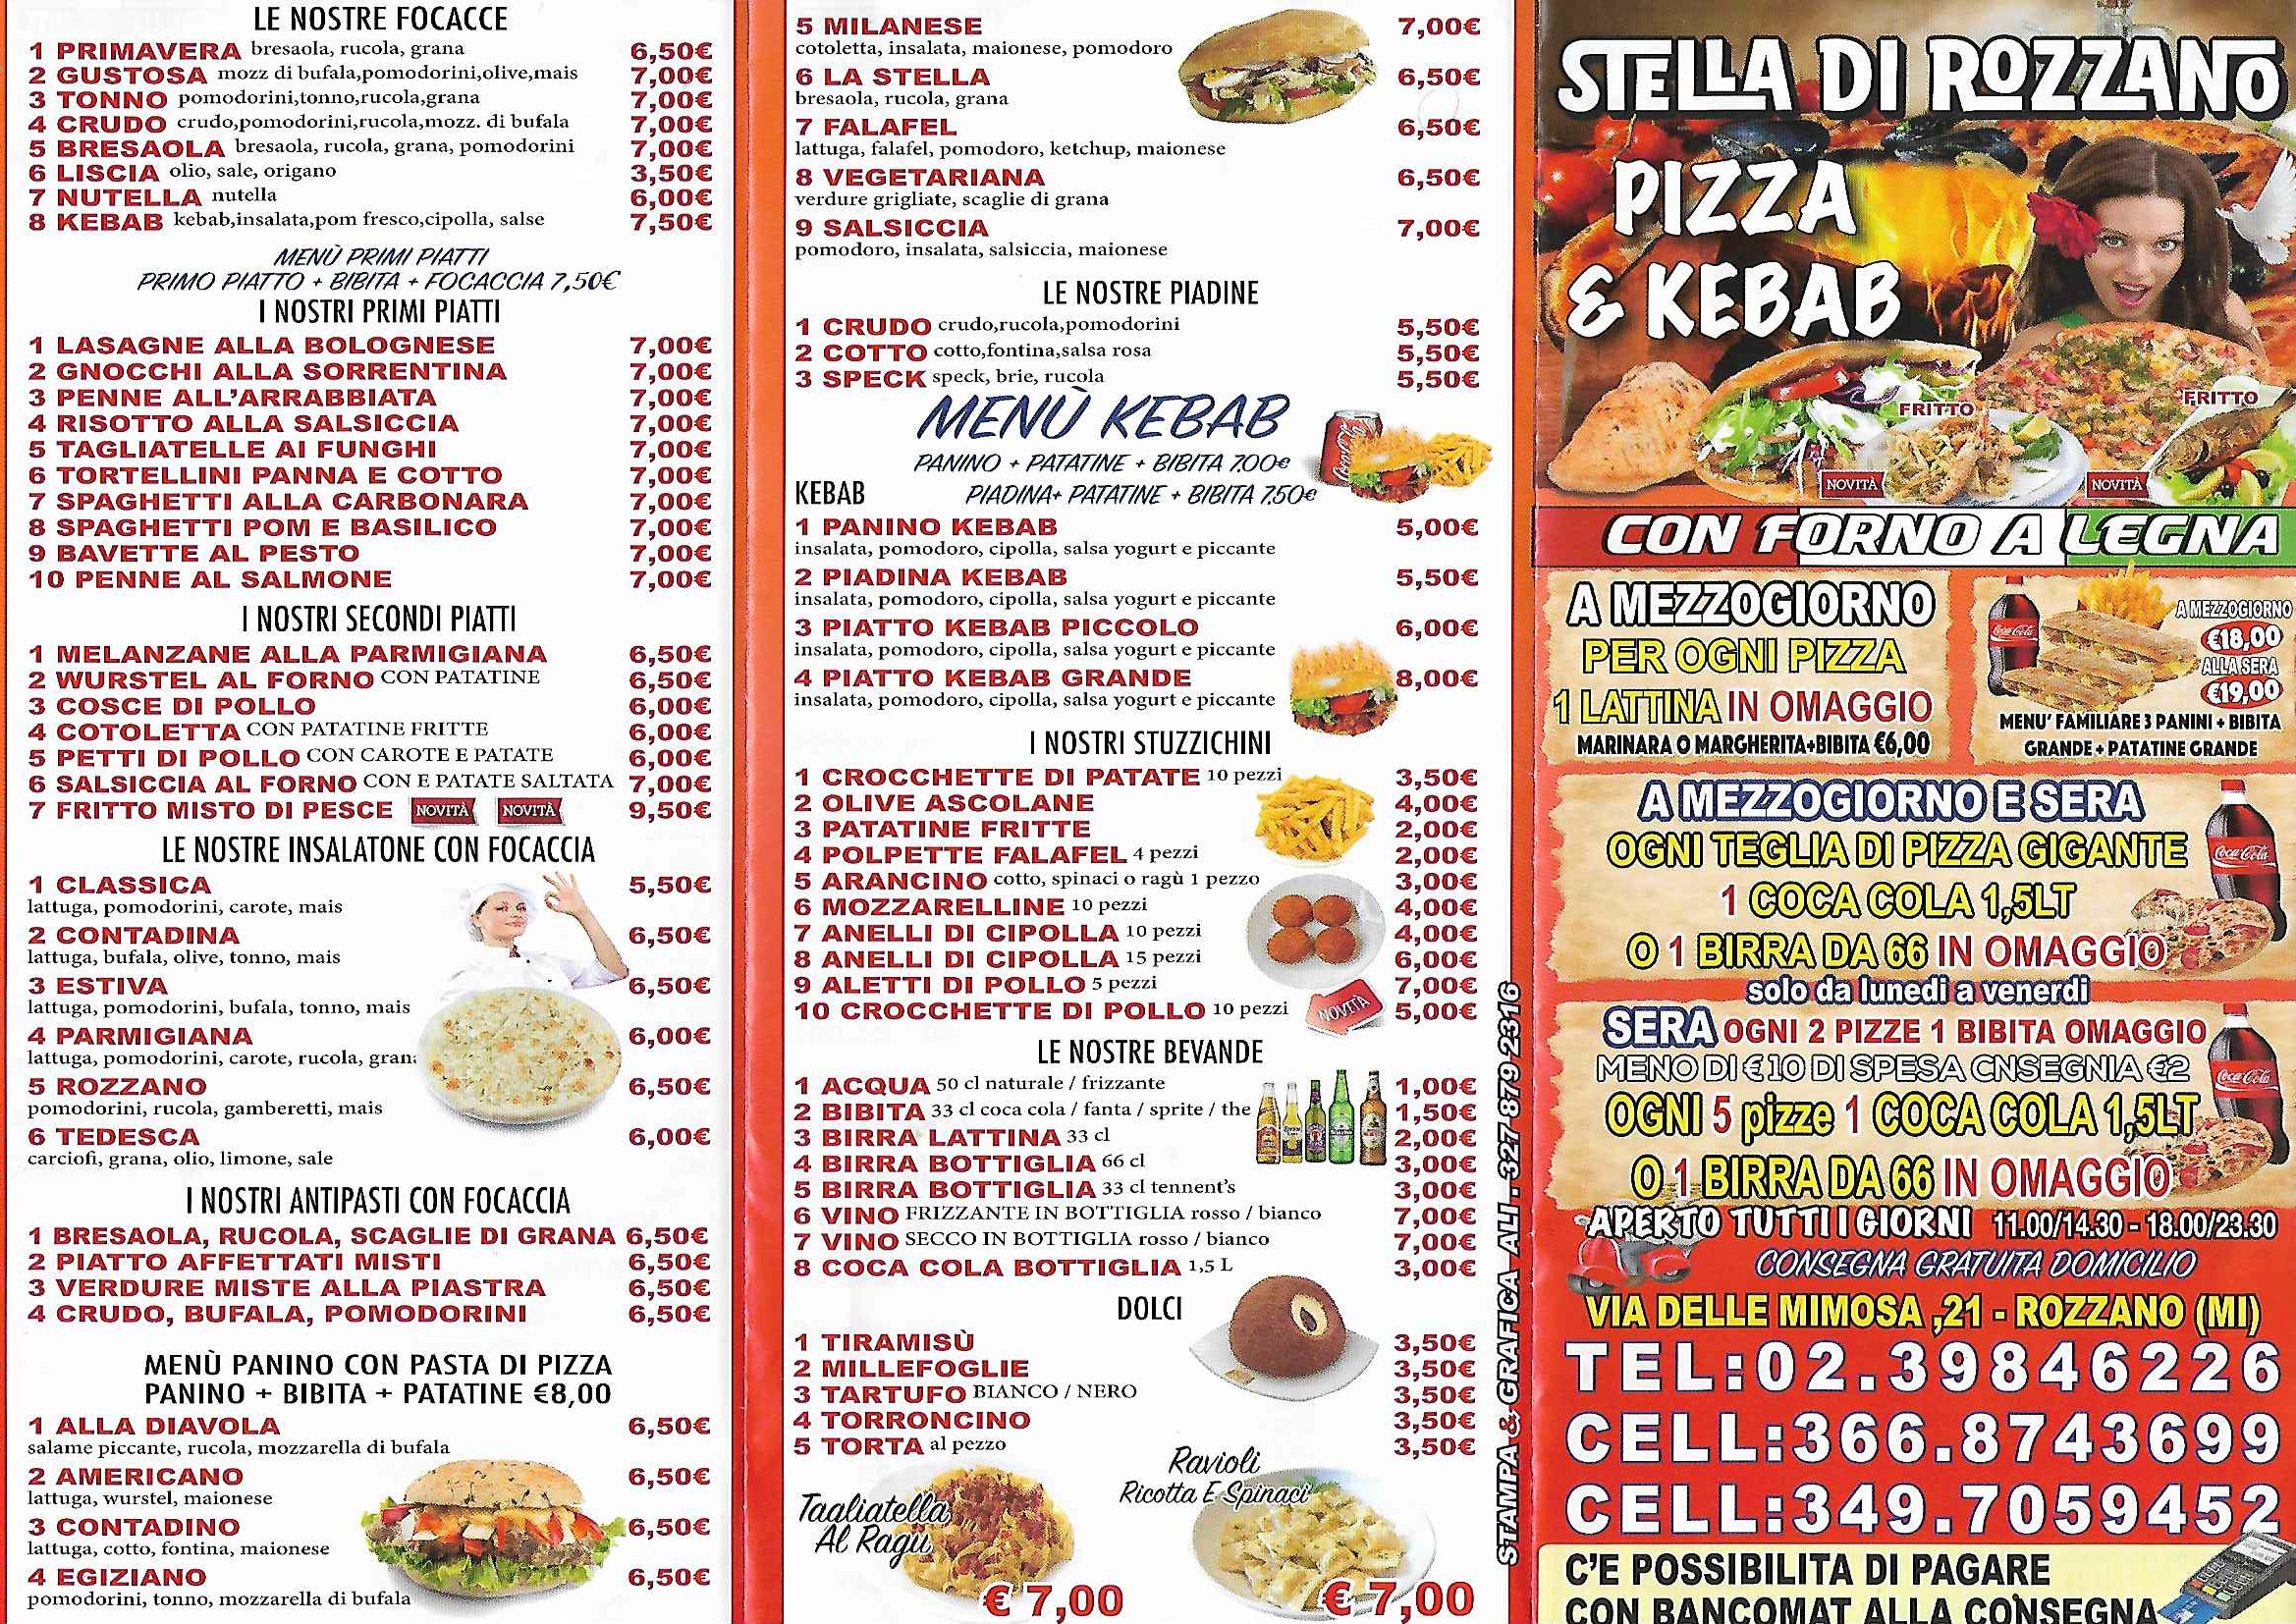 LE NOSTRE FOCACCE
1 PRIMAVERA bresaola, rucola, grana 6,50€
2 GUSTOSA mozz di bufala,pomodorini,olive,mais 7,00€
3 TONNO pomodorini,tonno,rucola,grana 7,00€
4 CRUDO crudo,pomodorini,rucola,mozz. di bufala 7,00€
5 BRESAOLA bresaola, rucola, grana, pomodorini 7,00€
6 LISCIA olio, sale, origano 3,50€
7 NUTELLA nutella 6,00€
8 KEBAB kebab,insalata,pom fresco,cipolla, salse 7,50€
MENÙ PRIMI PIATTI
PRIMO PIATTO + BIBITA + FOCACCIA 7,50€
I NOSTRI PRIMI PIATTI
1 LASAGNE ALLA BOLOGNESE 7,00€
2 GNOCCHI ALLA SORRENTINA 7,00€
3 PENNE ALL'ARRABBIATA 7,00€
4 RISOTTO ALLA SALSICCIA 7,00€
5 TAGLIATELLE AI FUNGHI 7,00€
6 TORTELLINI PANNA E COTTO 7,00€
7 SPAGHETTI ALLA CARBONARA 7,00€
8 SPAGHETTI POM E BASILICO 7,00€
9 BAVETTE AL PESTO 7,00€
10 PENNE AL SALMONE 7,00€
I NOSTRI SECONDI PIATTI
1 MELANZANE ALLA PARMIGIANA 6,50€
2 WURSTEL AL FORNO CON PATATINE 6,50€
3 COSCE DI POLLO 6,00€
4 COTOLETTA CON PATATINE FRITTE 6,00€
5 PETTI DI POLLO CON CAROTE E PATATE 6,00€
6 SALSICCIA AL FORNO CON E PATATE SALTATA 7,00€
7 FRITTO MISTO DI PESCE NOVITÀ NOVITÀ 9,50€
LE NOSTRE INSALATONE CON FOCACCIA
1 CLASSICA 5,50€
lattuga, pomodorini, carote, mais
2 CONTADINA 6,50€
lattuga, bufala, olive, tonno, mais
3 ESTIVA 6,50€
lattuga, pomodorini, bufala, tonno, mais
4 PARMIGIANA 6,00€
lattuga, pomodorini, carote, rucola, gran
5 ROZZANO 6,50€
pomodorini, rucola, gamberetti, mais
6 TEDESCA 6,00€
carciofi, grana, olio, limone, sale
I NOSTRI ANTIPASTI CON FOCACCIA
1 BRESAOLA, RUCOLA, SCAGLIE DI GRANA 6,50€
2 PIATTO AFFETTATI MISTI 6,50€
3 VERDURE MISTE ALLA PIASTRA 6,50€
4 CRUDO, BUFALA, POMODORINI 6,50€
MENÙ PANINO CON PASTA DI PIZZA
PANINO + BIBITA + PATATINE €8,00
1 ALLA DIAVOLA 6,50€
salame piccante, rucola, mozzarella di bufala
2 AMERICANO 6,50€
lattuga, wurstel, maionese
3 CONTADINO 6,50€
lattuga, cotto, fontina, maionese
4 EGIZIANO 6,50€
pomodorini, tonno, mozzarella di bufala
5 MILANESE 7,00€
cotoletta, insalata, maionese, pomodoro
6 LA STELLA 6,50€
bresaola, rucola, grana
7 FALAFEL 6,50€
lattuga, falafel, pomodoro, ketchup, maionese
8 VEGETARIANA 6,50€
verdure grigliate, scaglie di grana
9 SALSICCIA 7,00€
pomodoro, insalata, salsiccia, maionese
LE NOSTRE PIADINE
1 CRUDO crudo,rucola,pomodorini 5,50€
2 COTTO cotto,fontina,salsa rosa 5,50€
3 SPECK speck, brie, rucola 5,50€
MENÙ KEBAB
PANINO + PATATINE + BIBITA 7.00€
KEBAB PIADINA+ PATATINE + BIBITA 7.50€
1 PANINO KEBAB 5,00€
insalata, pomodoro, cipolla, salsa yogurt e piccante
2 PIADINA KEBAB 5,50€
insalata, pomodoro, cipolla, salsa yogurt e piccante
3 PIATTO KEBAB PICCOLO 6,00€
insalata, pomodoro, cipolla, salsa yogurt e piccante
4 PIATTO KEBAB GRANDE 8,00€
insalata, pomodoro, cipolla, salsa yogurt e piccante
I NOSTRI STUZZICHINI
1 CROCCHETTE DI PATATE 10 pezzi 3,50€
2 OLIVE ASCOLANE 4,00€
3 PATATINE FRITTE 2,00€
4 POLPETTE FALAFEL 4 pezzi 2,00€
5 ARANCINO cotto, spinaci o ragù 1 pezzo 3,00€
6 MOZZARELLINE 10 pezzi 4,00€
7 ANELLI DI CIPOLLA 10 pezzi 4,00€
8 ANELLI DI CIPOLLA 15 pezzi 6,00€
9 ALETTI DI POLLO 5 pezzi 7,00€
10 CROCCHETTE DI POLLO 10 pezzi NOVITÀ 5,00€
LE NOSTRE BEVANDE
1 ACQUA 50 cl naturale / frizzante 1,00€
2 BIBITA 33 cl coca cola / fanta / sprite / the 1,50€
3 BIRRA LATTINA 33 cl 2,00€
4 BIRRA BOTTIGLIA 66 cl 3,00€
5 BIRRA BOTTIGLIA 33 cl tennent's 3,00€
6 VINO FRIZZANTE IN BOTTIGLIA rosso / bianco 7,00€
7 VINO SECCO IN BOTTIGLIA rosso / bianco 7,00€
8 COCA COLA BOTTIGLIA 1,5 L 3,00€
DOLCI
1 TIRAMISÙ 3,50€
2 MILLEFOGLIE 3,50€
3 TARTUFO BIANCO / NERO 3,50€
4 TORRONCINO 3,50€
5 TORTA al pezzo 3,50€
Tagliatella
Al Ragù
€ 7,00
Ravioli
Ricotta E Spinaci
€ 7,00
STAMPA & GRAFICA ALI . 327 879 2316
STELLA DI ROZZANO
PIZZA
& KEBAB
FRITTO
FRITTO
NOVITÀ
NOVITÀ
CON FORNO A LEGNA
A MEZZOGIORNO
PER OGNI PIZZA
1 LATTINA IN OMAGGIO
MARINARA O MARGHERITA+BIBITA €6,00
Coca-Cola
A MEZZOGIORNO
€18,00
ALLA SERA
€19,00
MENU' FAMILIARE 3 PANINI + BIBITA
GRANDE + PATATINE GRANDE
A MEZZOGIORNO E SERA
OGNI TEGLIA DI PIZZA GIGANTE
Coca-Cola
1 COCA COLA 1,5LT
O 1 BIRRA DA 66 IN OMAGGIO
solo da lunedi a venerdi
SERA OGNI 2 PIZZE 1 BIBITA OMAGGIO
MENO DI € 10 DI SPESA CNSEGNIA €2
Coca-Cola
OGNI 5 pizze 1 COCA COLA 1,5LT
O 1 BIRRA DA 66 IN OMAGGIO
APERTO TUTTI I GIORNI 11.00/14.30 - 18.00/23.30
CONSEGNA GRATUITA DOMICILIO
VIA DELLE MIMOSA ,21 - ROZZANO (MI)
TEL:02.39846226
CELL:366.8743699
CELL:349.7059452
C'E POSSIBILITA DI PAGARE
CON BANCOMAT ALLA CONSEGNA